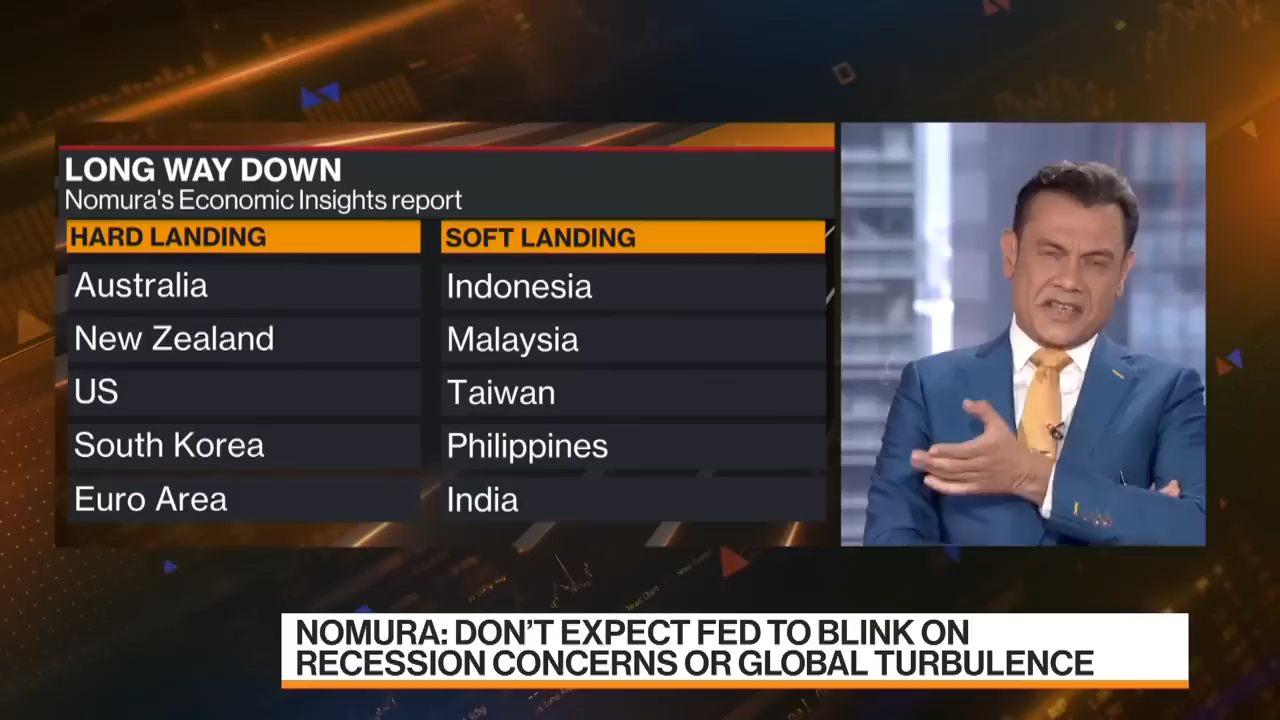 LONG WAY DOWN
Nomura's Economic Insights report
HARD LANDING
SOFT LANDING
Australia
Indonesia
New Zealand
Malaysia
US
Taiwan
South Korea
Philippines
Euro Area
India
NOMURA: DON'T EXPECT FED TO BLINK ON
RECESSION CONCERNS OR GLOBAL TURBULENCE